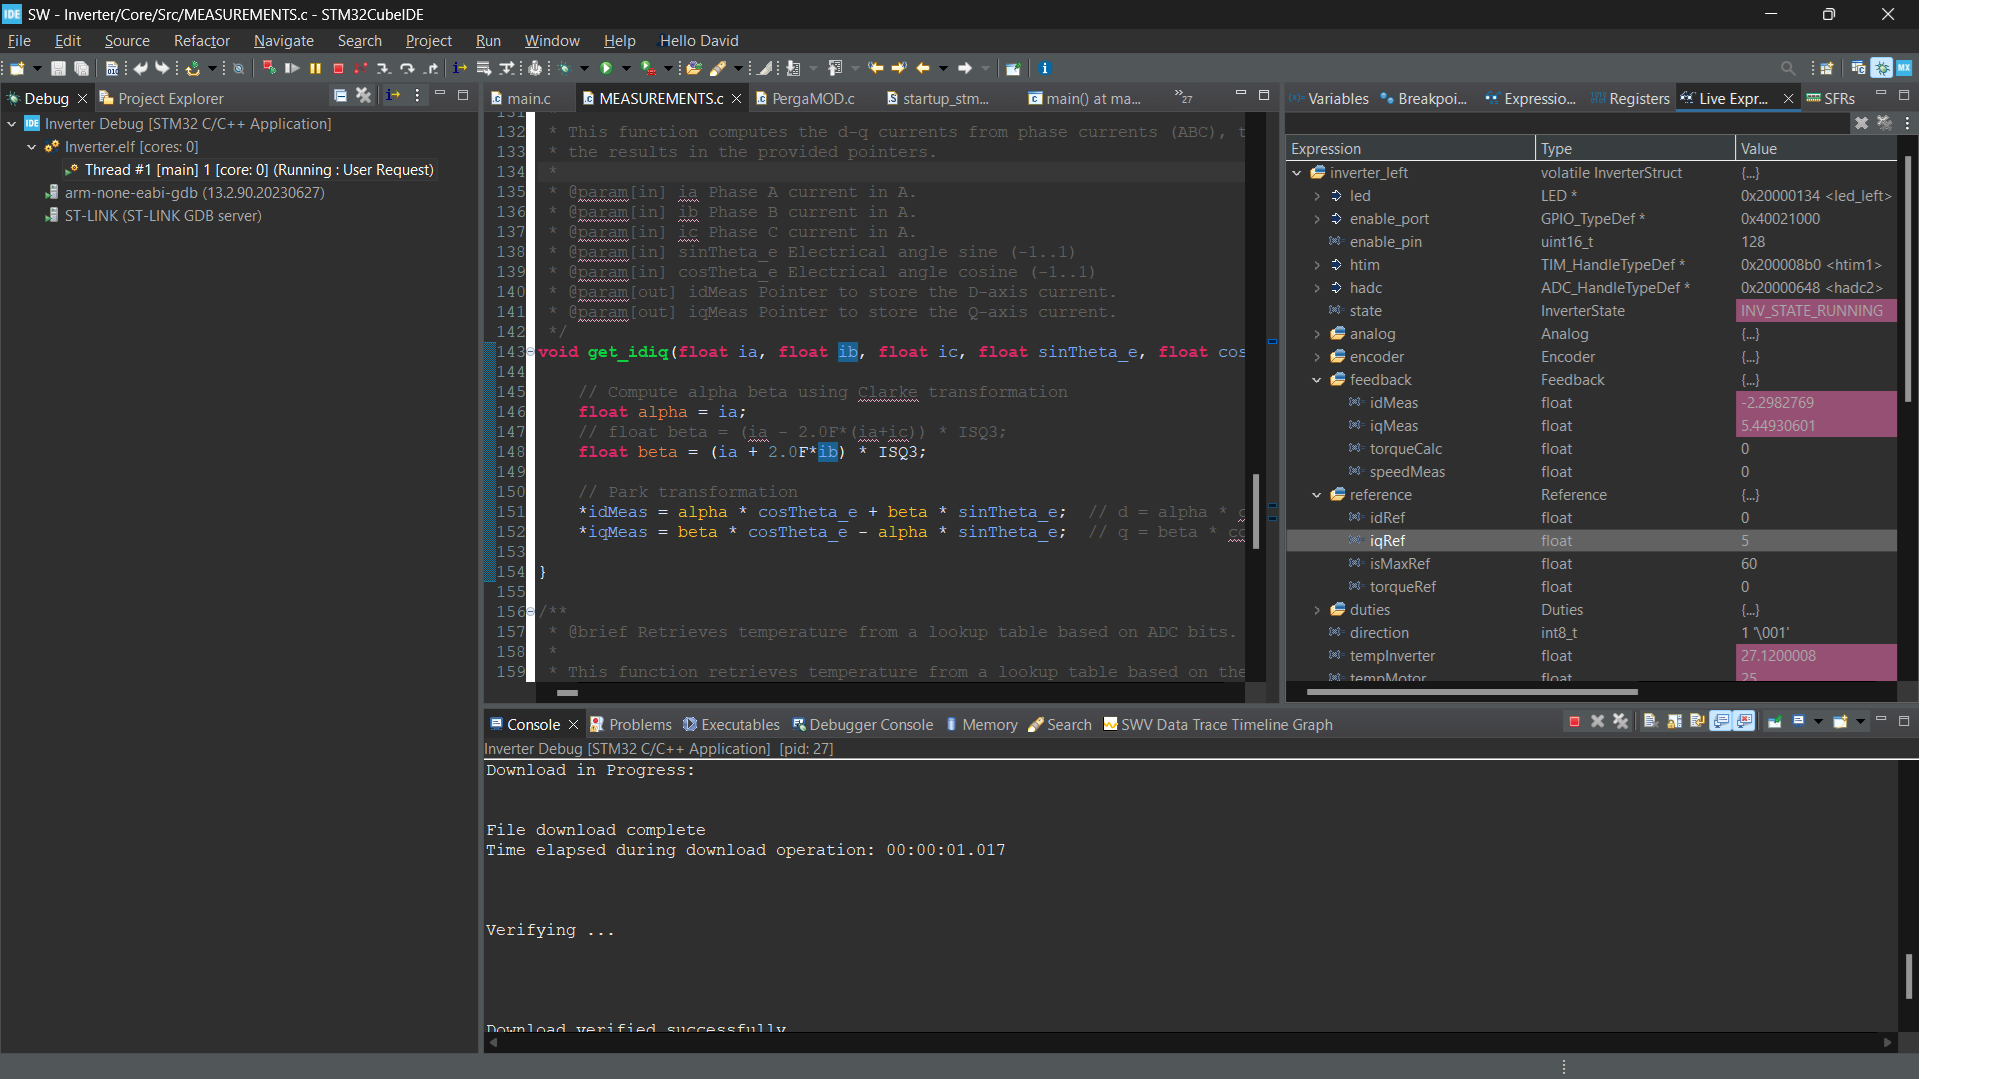 SW - Inverter/Core/Src/MEASUREMENTS.c - STM32CubeIDE
File Edit Source Refactor Navigate Search Project Run Window Help Hello David
Debug Project Explorer
Inverter Debug [STM32 C/C++ Application]
Inverter.elf [cores: 0]
Thread #1 [main] 1 [core: 0] (Running : User Request)
arm-none-eabi-gdb (13.2.90.20230627)
ST-LINK (ST-LINK GDB server)
main.c MEASUREMENTS.c PergaMOD.c startup_stm... main() at ma... »27
131 *
132 * This function computes the d-q currents from phase currents (ABC), t
133 * the results in the provided pointers.
134 *
135 * @param[in] ia Phase A current in A.
136 * @param[in] ib Phase B current in A.
137 * @param[in] ic Phase C current in A.
138 * @param[in] sinTheta_e Electrical angle sine (-1..1)
139 * @param[in] cosTheta_e Electrical angle cosine (-1..1)
140 * @param[out] idMeas Pointer to store the D-axis current.
141 * @param[out] iqMeas Pointer to store the Q-axis current.
142 */
143 void get_idiq(float ia, float ib, float ic, float sinTheta_e, float cos
144
145 // Compute alpha beta using Clarke transformation
146 float alpha = ia;
147 // float beta = (ia - 2.0F*(ia+ic)) * ISQ3;
148 float beta = (ia + 2.0F*ib) * ISQ3;
149
150 // Park transformation
151 *idMeas = alpha * cosTheta_e + beta * sinTheta_e; // d = alpha * c
152 *iqMeas = beta * cosTheta_e - alpha * sinTheta_e; // q = beta * co
153
154 }
155
156 /**
157 * @brief Retrieves temperature from a lookup table based on ADC bits.
158 *
159 * This function retrieves temperature from a lookup table based on the
(x)= Variables Breakpoi... Expressio... Registers Live Expr... SFRs
Expression Type Value
inverter_left volatile InverterStruct {...}
led LED * 0x20000134 <led_left>
enable_port GPIO_TypeDef * 0x40021000
enable_pin uint16_t 128
htim TIM_HandleTypeDef * 0x200008b0 <htim1>
hadc ADC_HandleTypeDef * 0x20000648 <hadc2>
state InverterState INV_STATE_RUNNING
analog Analog {...}
encoder Encoder {...}
feedback Feedback {...}
idMeas float -2.2982769
iqMeas float 5.44930601
torqueCalc float 0
speedMeas float 0
reference Reference {...}
idRef float 0
iqRef float 5
isMaxRef float 60
torqueRef float 0
duties Duties {...}
direction int8_t 1 '\001'
tempInverter float 27.1200008
tempMotor float 25
Console Problems Executables Debugger Console Memory Search SWV Data Trace Timeline Graph
Inverter Debug [STM32 C/C++ Application] [pid: 27]
Download in Progress:
File download complete
Time elapsed during download operation: 00:00:01.017
Verifying ...
Download verified successfully